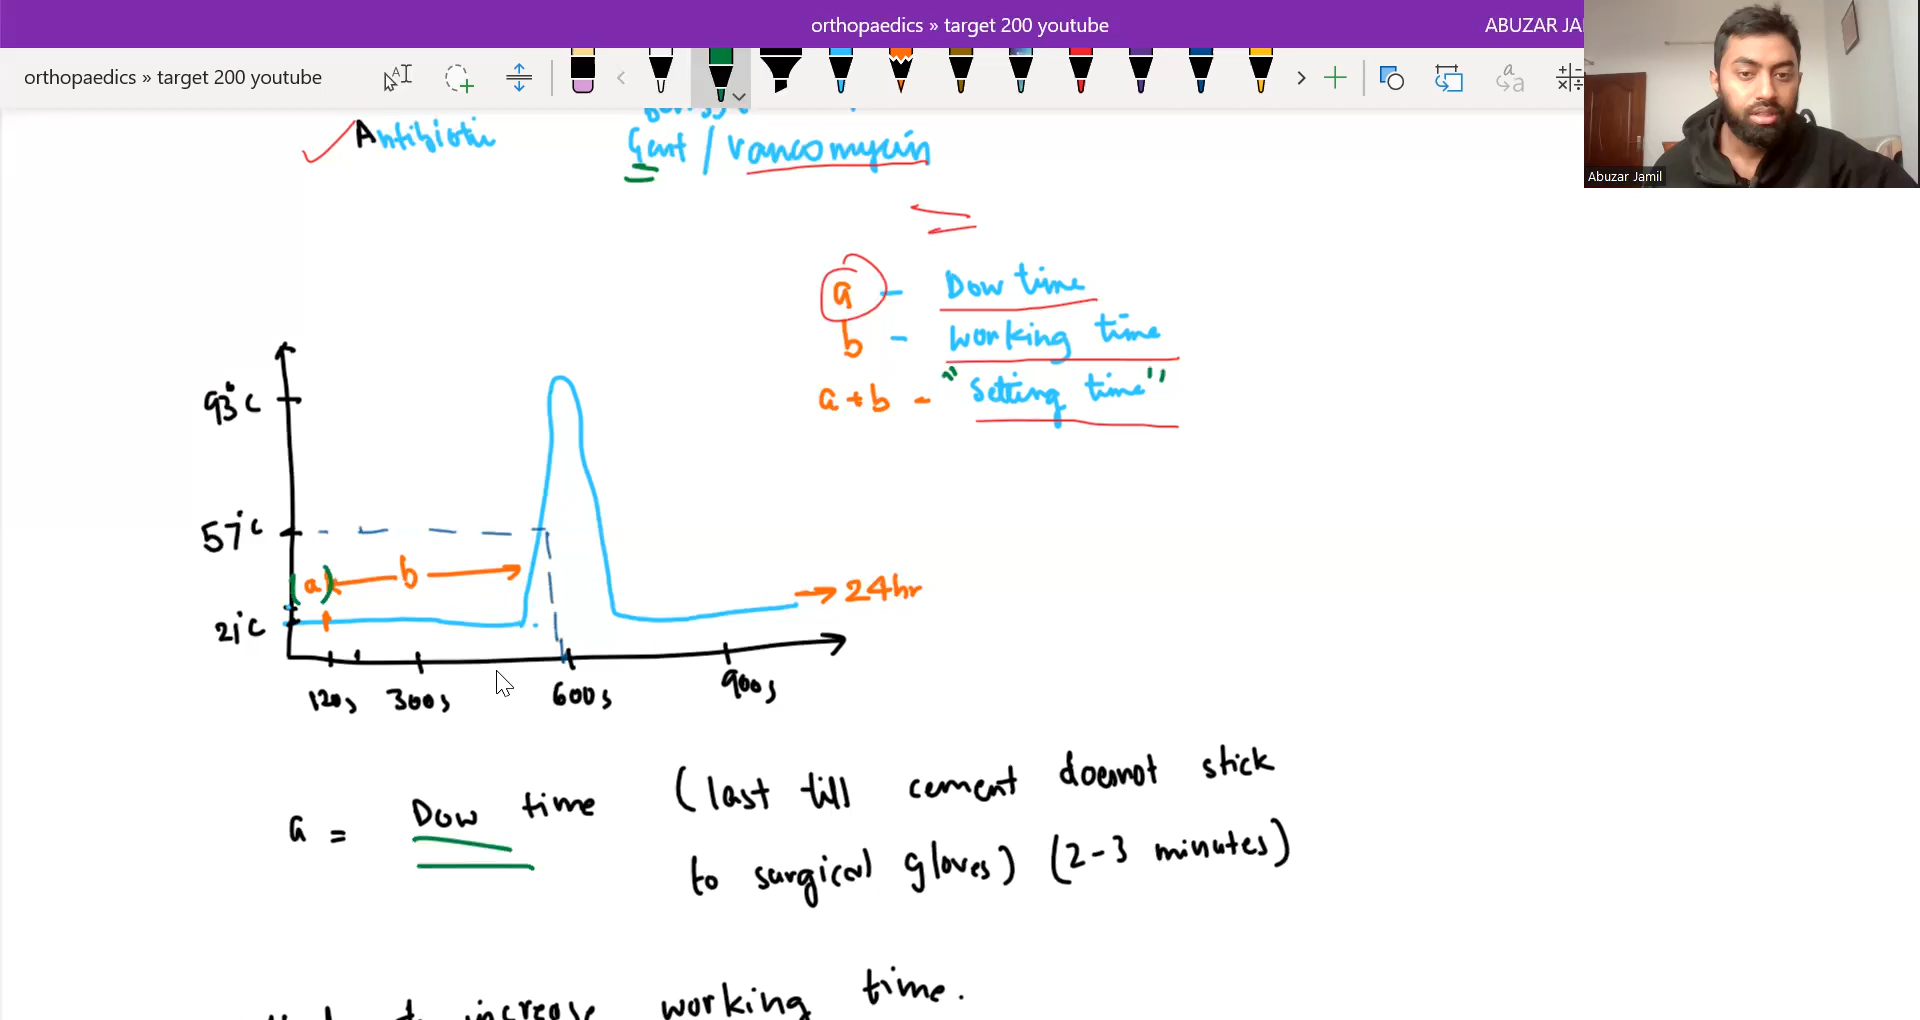 orthopaedics » target 200 youtube
ABUZAR JA
orthopaedics » target 200 youtube
Abuzar Jamil
Antibiotic
Gent / vancomycin
a - Dow time
b - working time
a + b - "Setting time"
93°C
57°C
(a) b
21°C
24hr
120s 300s 600s 900s
a = Dow time (last till cement doesnot stick
to surgical gloves) (2-3 minutes)
to increase working time.